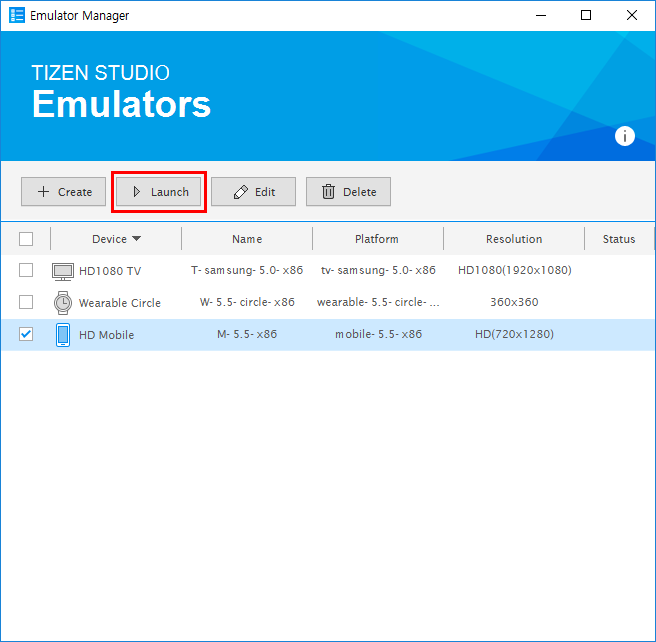 Emulator Manager
TIZEN STUDIO
Emulators
i
Create Launch Edit Delete
Device Name Platform Resolution Status
HD1080 TV T- samsung- 5.0- x86 tv- samsung- 5.0- x86 HD1080(1920x1080)
Wearable Circle W- 5.5- circle- x86 wearable- 5.5- circle- ... 360x360
HD Mobile M- 5.5- x86 mobile- 5.5- x86 HD(720x1280)